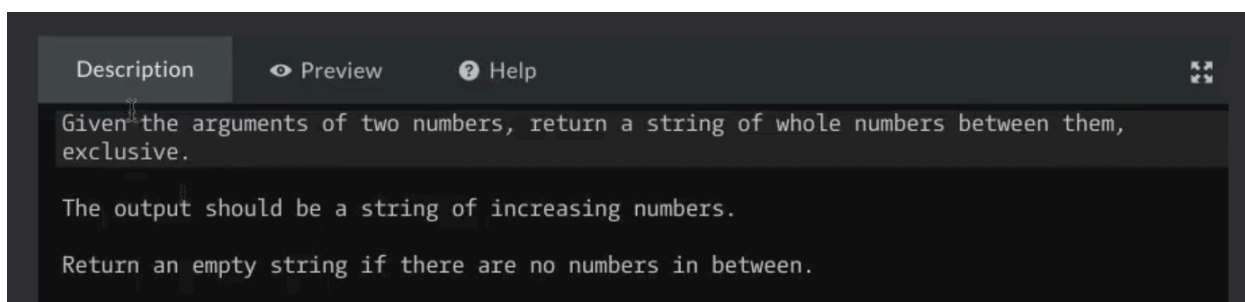 Description Preview Help
Given the arguments of two numbers, return a string of whole numbers between them,
exclusive.
The output should be a string of increasing numbers.
Return an empty string if there are no numbers in between.